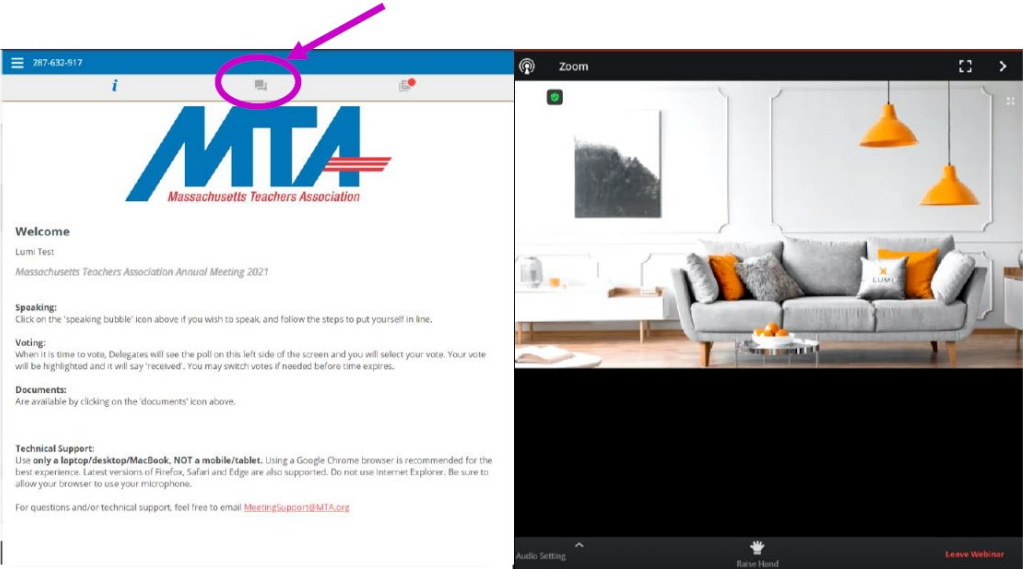 287-632-917
i
MTA
Massachusetts Teachers Association
Welcome
Lumi Test
Massachusetts Teachers Association Annual Meeting 2021
Speaking:
Click on the 'speaking bubble' icon above if you wish to speak, and follow the steps to put yourself in line.
Voting:
When it is time to vote, Delegates will see the poll on this left side of the screen and you will select your vote. Your vote
will be highlighted and it will say 'received'. You may switch votes if needed before time expires.
Documents:
Are available by clicking on the 'documents' icon above.
Technical Support:
Use only a laptop/desktop/MacBook, NOT a mobile/tablet. Using a Google Chrome browser is recommended for the
best experience. Latest versions of Firefox, Safari and Edge are also supported. Do not use Internet Explorer. Be sure to
allow your browser to use your microphone.
For questions and/or technical support, feel free to email MeetingSupport@MTA.org
Zoom
LUMI
Audio Setting
Raise Hand
Leave Webinar